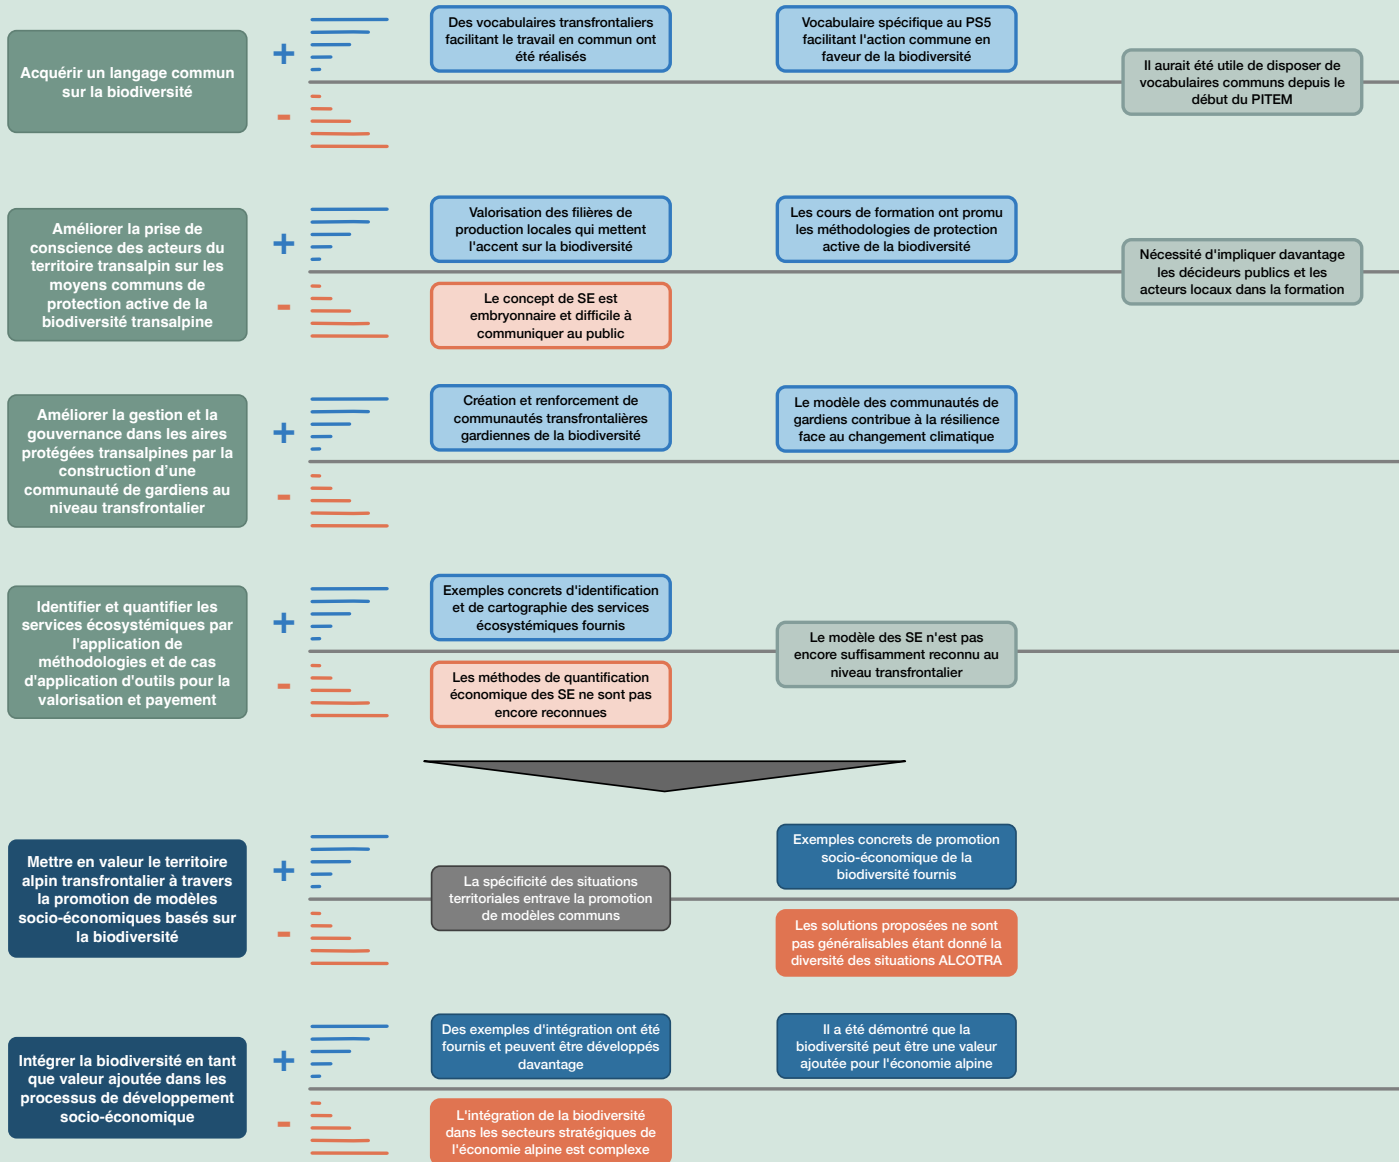 Acquérir un langage commun
sur la biodiversité
+
-
Des vocabulaires transfrontaliers
facilitant le travail en commun ont
été réalisés
Vocabulaire spécifique au PS5
facilitant l'action commune en
faveur de la biodiversité
Il aurait été utile de disposer de
vocabulaires communs depuis le
début du PITEM
Améliorer la prise de
conscience des acteurs du
territoire transalpin sur les
moyens communs de
protection active de la
biodiversité transalpine
+
-
Valorisation des filières de
production locales qui mettent
l'accent sur la biodiversité
Les cours de formation ont promu
les méthodologies de protection
active de la biodiversité
Nécessité d'impliquer davantage
les décideurs publics et les
acteurs locaux dans la formation
Le concept de SE est
embryonnaire et difficile à
communiquer au public
Améliorer la gestion et la
gouvernance dans les aires
protégées transalpines par la
construction d'une
communauté de gardiens au
niveau transfrontalier
+
-
Création et renforcement de
communautés transfrontalières
gardiennes de la biodiversité
Le modèle des communautés de
gardiens contribue à la résilience
face au changement climatique
Identifier et quantifier les
services écosystémiques par
l'application de
méthodologies et de cas
d'application d'outils pour la
valorisation et payement
+
-
Exemples concrets d'identification
et de cartographie des services
écosystémiques fournis
Le modèle des SE n'est pas
encore suffisamment reconnu au
niveau transfrontalier
Les méthodes de quantification
économique des SE ne sont pas
encore reconnues
Mettre en valeur le territoire
alpin transfrontalier à travers
la promotion de modèles
socio-économiques basés sur
la biodiversité
+
-
La spécificité des situations
territoriales entrave la promotion
de modèles communs
Exemples concrets de promotion
socio-économique de la
biodiversité fournis
Les solutions proposées ne sont
pas généralisables étant donné la
diversité des situations ALCOTRA
Intégrer la biodiversité en tant
que valeur ajoutée dans les
processus de développement
socio-économique
+
-
Des exemples d'intégration ont été
fournis et peuvent être développés
davantage
Il a été démontré que la
biodiversité peut être une valeur
ajoutée pour l'économie alpine
L'intégration de la biodiversité
dans les secteurs stratégiques de
l'économie alpine est complexe